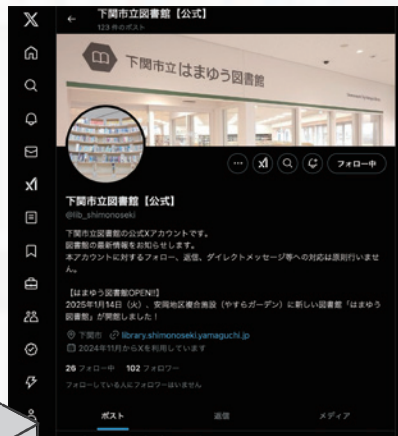 下関市立図書館【公式】
123 件のポスト
下関市立はまゆう図書館
フォロー中
下関市立図書館【公式】
@lib_shimonoseki
下関市立図書館の公式Xアカウントです。
図書館の最新情報をお知らせします。
本アカウントに対するフォロー、返信、ダイレクトメッセージ等への対応は原則行いませ
ん。
【はまゆう図書館OPEN!!】
2025年1月14日（火）、安岡地区複合施設（やすらガーデン）に新しい図書館「はまゆう
図書館」が開館しました！
下関市 library.shimonoseki.yamaguchi.jp
2024年11月からXを利用しています
26 フォロー中 102 フォロワー
フォローしている人にフォロワーはいません
ポスト 返信 メディア